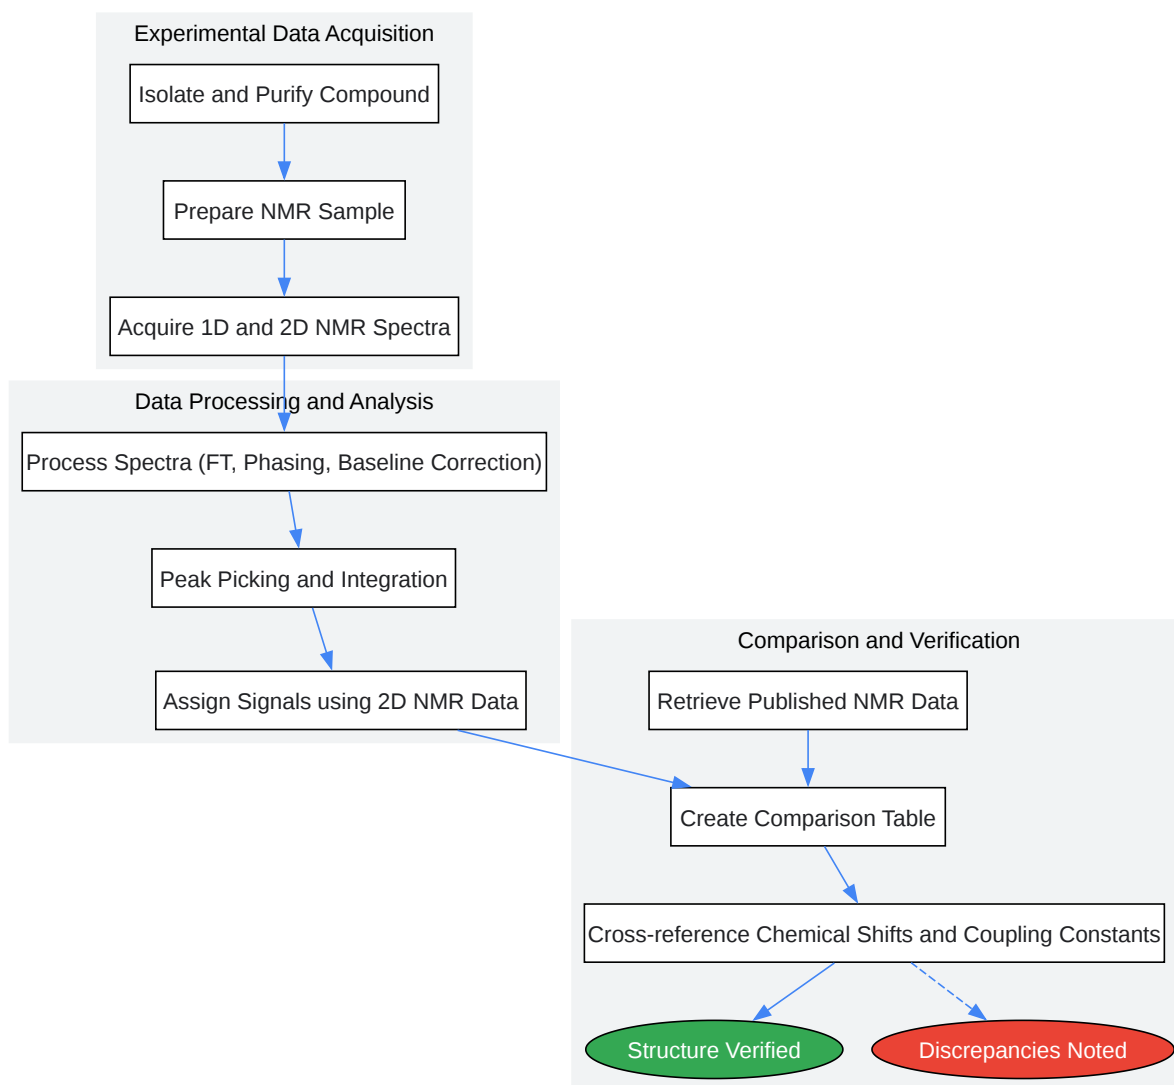 Experimental Data Acquisition
Isolate and Purify Compound
Prepare NMR Sample
Acquire 1D and 2D NMR Spectra
Data Processing and Analysis
Process Spectra (FT, Phasing, Baseline Correction)
Peak Picking and Integration
Assign Signals using 2D NMR Data
Comparison and Verification
Retrieve Published NMR Data
Create Comparison Table
Cross-reference Chemical Shifts and Coupling Constants
Structure Verified
Discrepancies Noted